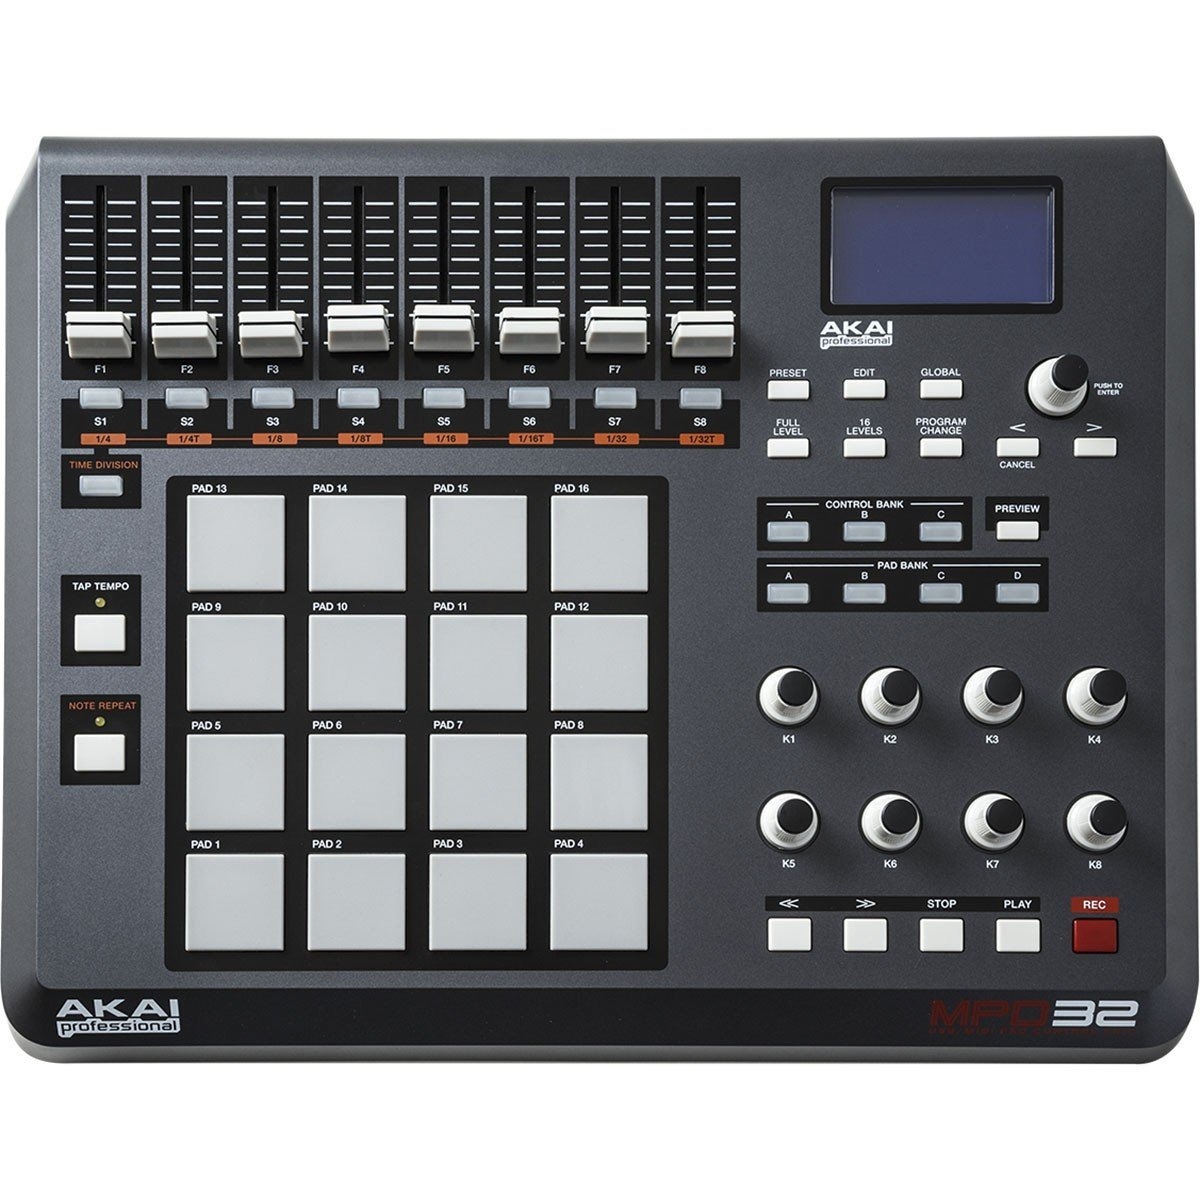 F1 F2 F3 F4 F5 F6 F7 F8
S1 S2 S3 S4 S5 S6 S7 S8
1/4 1/4T 1/8 1/8T 1/16 1/16T 1/32 1/32T
TIME DIVISION
TAP TEMPO
NOTE REPEAT
PAD 13 PAD 14 PAD 15 PAD 16
PAD 9 PAD 10 PAD 11 PAD 12
PAD 5 PAD 6 PAD 7 PAD 8
PAD 1 PAD 2 PAD 3 PAD 4
AKAI
professional
PRESET EDIT GLOBAL
PUSH TO
ENTER
FULL
LEVEL
16
LEVELS
PROGRAM
CHANGE
< >
CANCEL
CONTROL BANK
A B C
PREVIEW
PAD BANK
A B C D
K1 K2 K3 K4
K5 K6 K7 K8
≪ ≫ STOP PLAY REC
AKAI
professional
MPD32